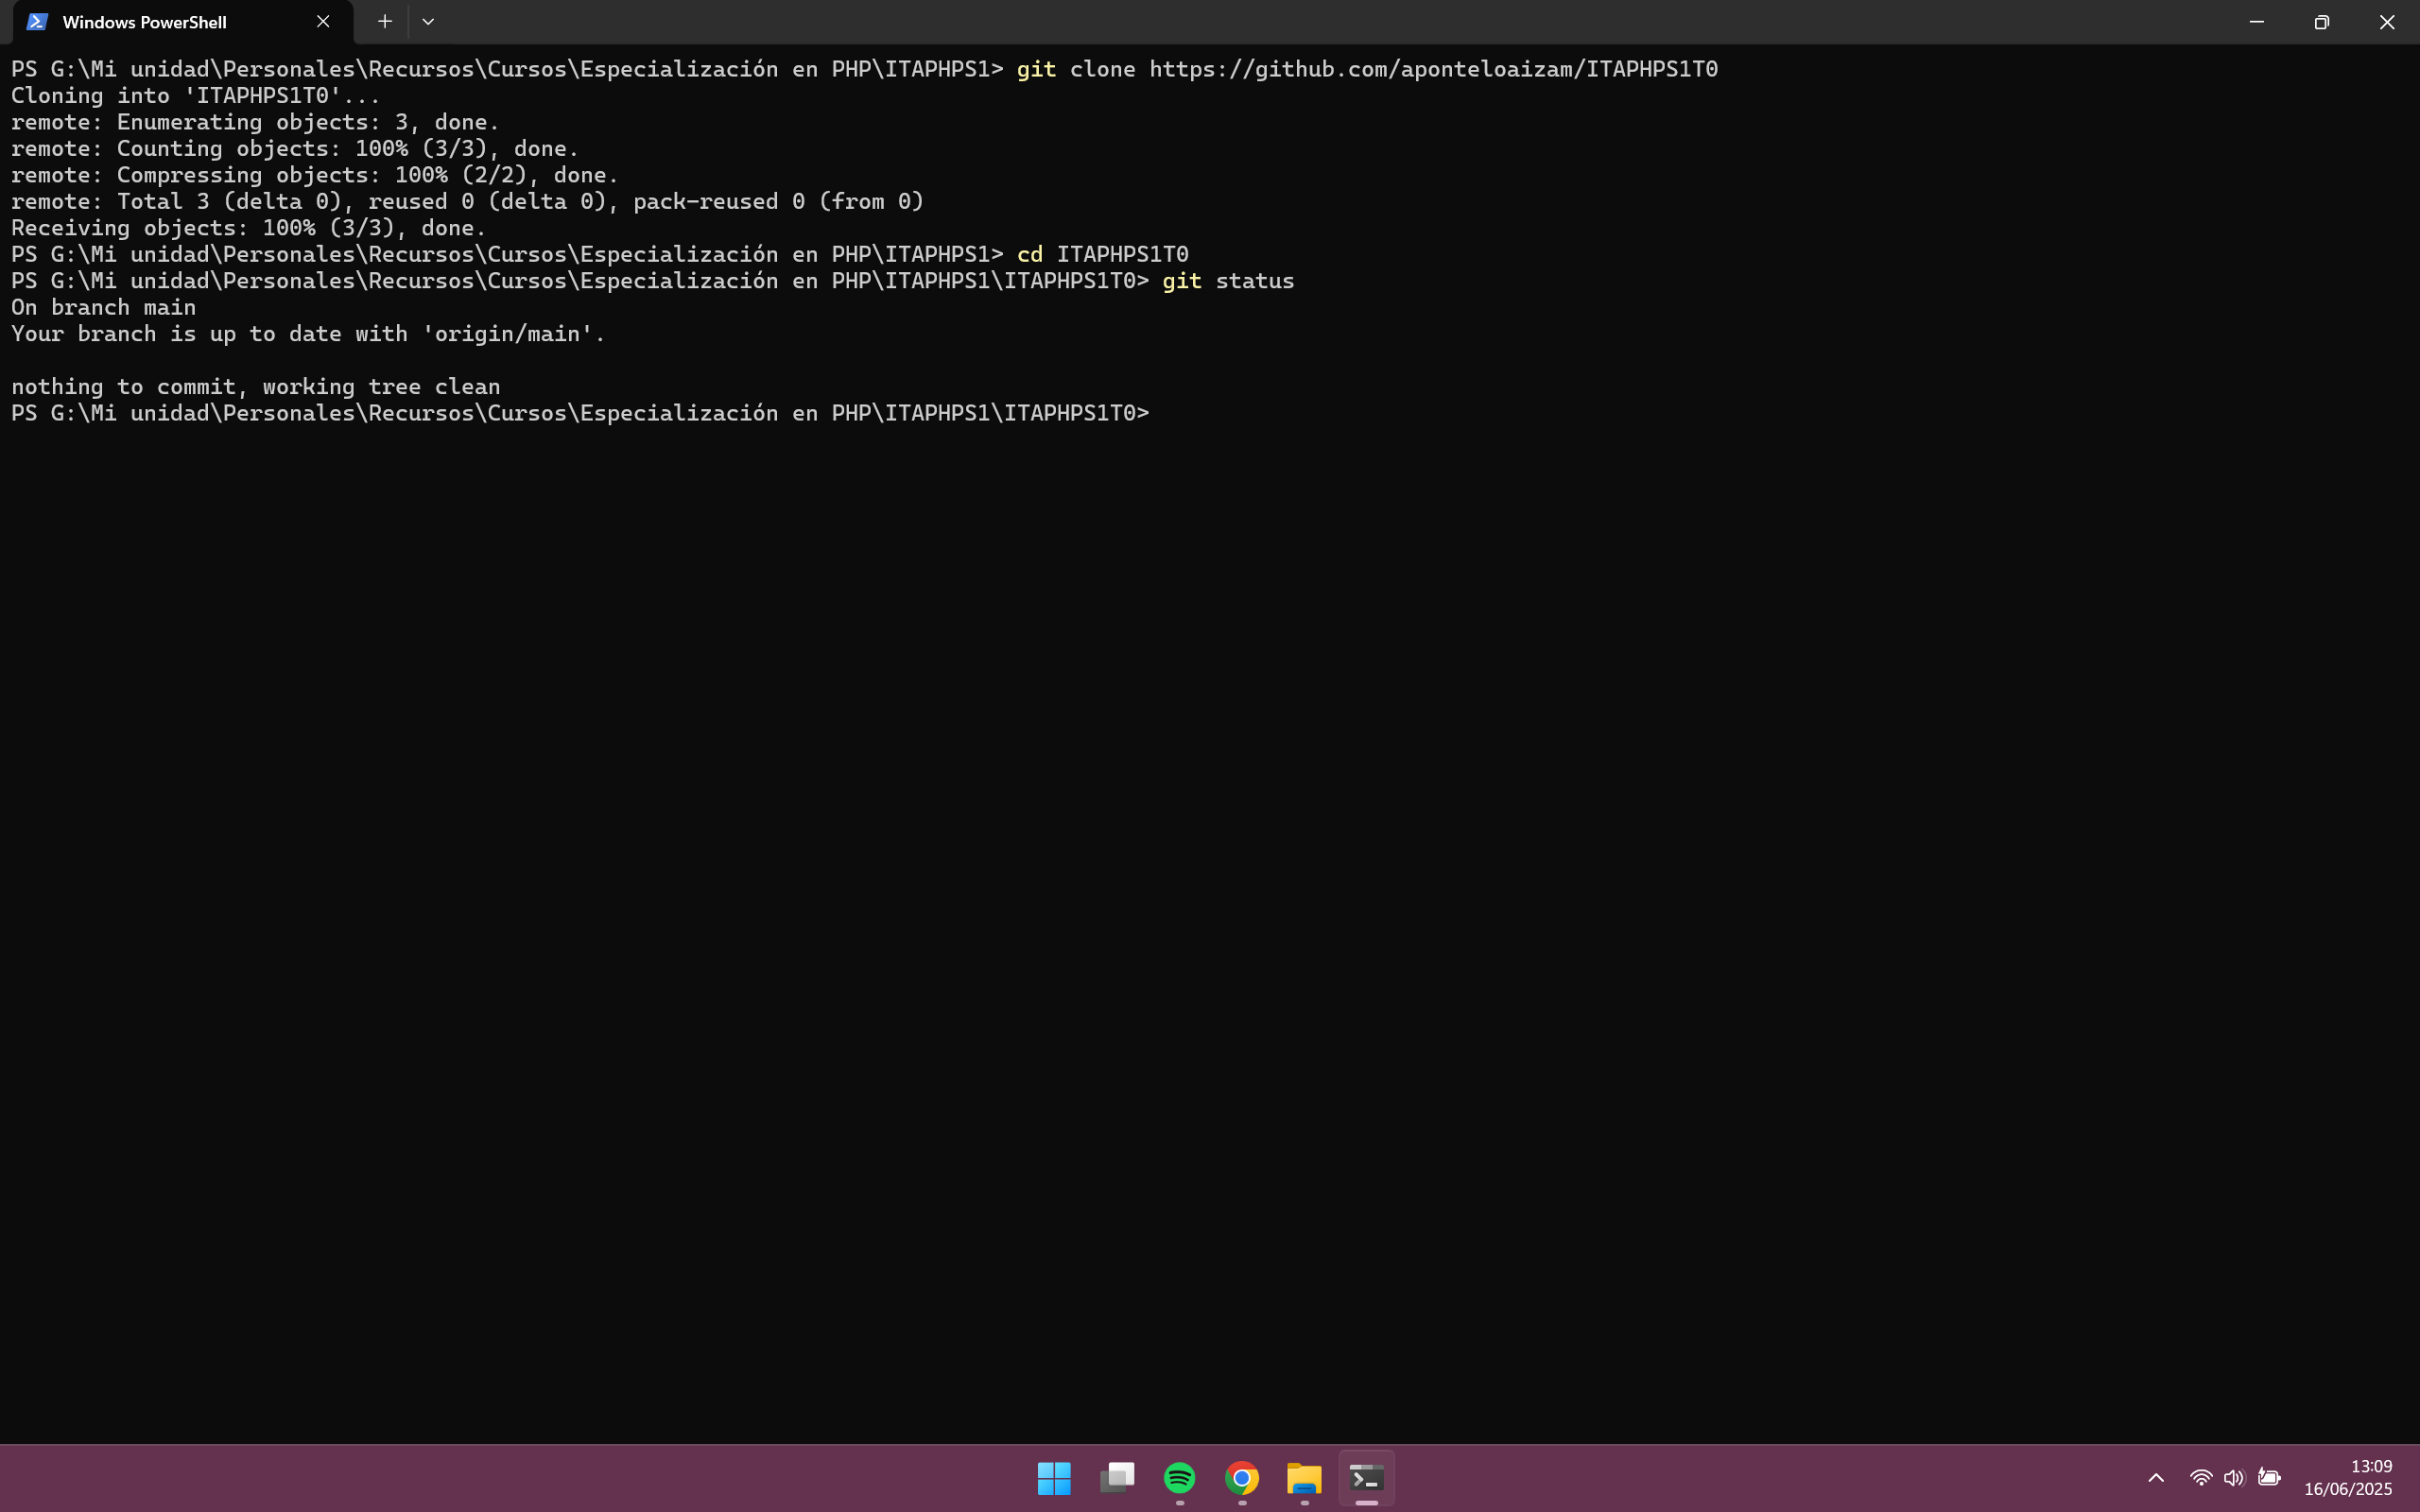 Windows PowerShell
PS G:\Mi unidad\Personales\Recursos\Cursos\Especialización en PHP\ITAPHPS1> git clone https://github.com/aponteloaizam/ITAPHPS1T0
Cloning into 'ITAPHPS1T0'...
remote: Enumerating objects: 3, done.
remote: Counting objects: 100% (3/3), done.
remote: Compressing objects: 100% (2/2), done.
remote: Total 3 (delta 0), reused 0 (delta 0), pack-reused 0 (from 0)
Receiving objects: 100% (3/3), done.
PS G:\Mi unidad\Personales\Recursos\Cursos\Especialización en PHP\ITAPHPS1> cd ITAPHPS1T0
PS G:\Mi unidad\Personales\Recursos\Cursos\Especialización en PHP\ITAPHPS1\ITAPHPS1T0> git status
On branch main
Your branch is up to date with 'origin/main'.

nothing to commit, working tree clean
PS G:\Mi unidad\Personales\Recursos\Cursos\Especialización en PHP\ITAPHPS1\ITAPHPS1T0>
13:09
16/06/2025